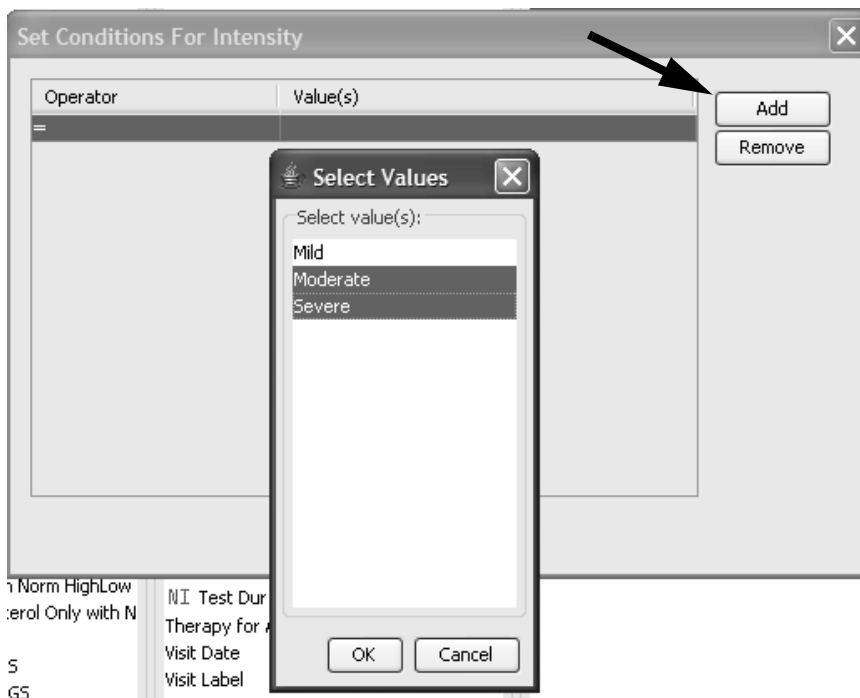 Set Conditions For Intensity
Operator Value(s)
=
Add
Remove
Select Values
Select value(s):
Mild
Moderate
Severe
OK Cancel
Norm HighLow
Only with N
S
GS
NI Test Dur
Therapy for
Visit Date
Visit Label